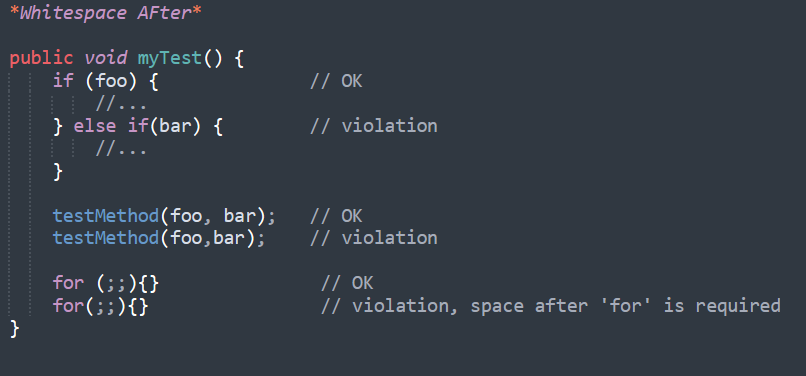 *Whitespace AFter*
public void myTest() {
if (foo) { // OK
//...
} else if(bar) { // violation
//...
}
testMethod(foo, bar); // OK
testMethod(foo,bar); // violation
for (;;){} // OK
for(;;){} // violation, space after 'for' is required
}